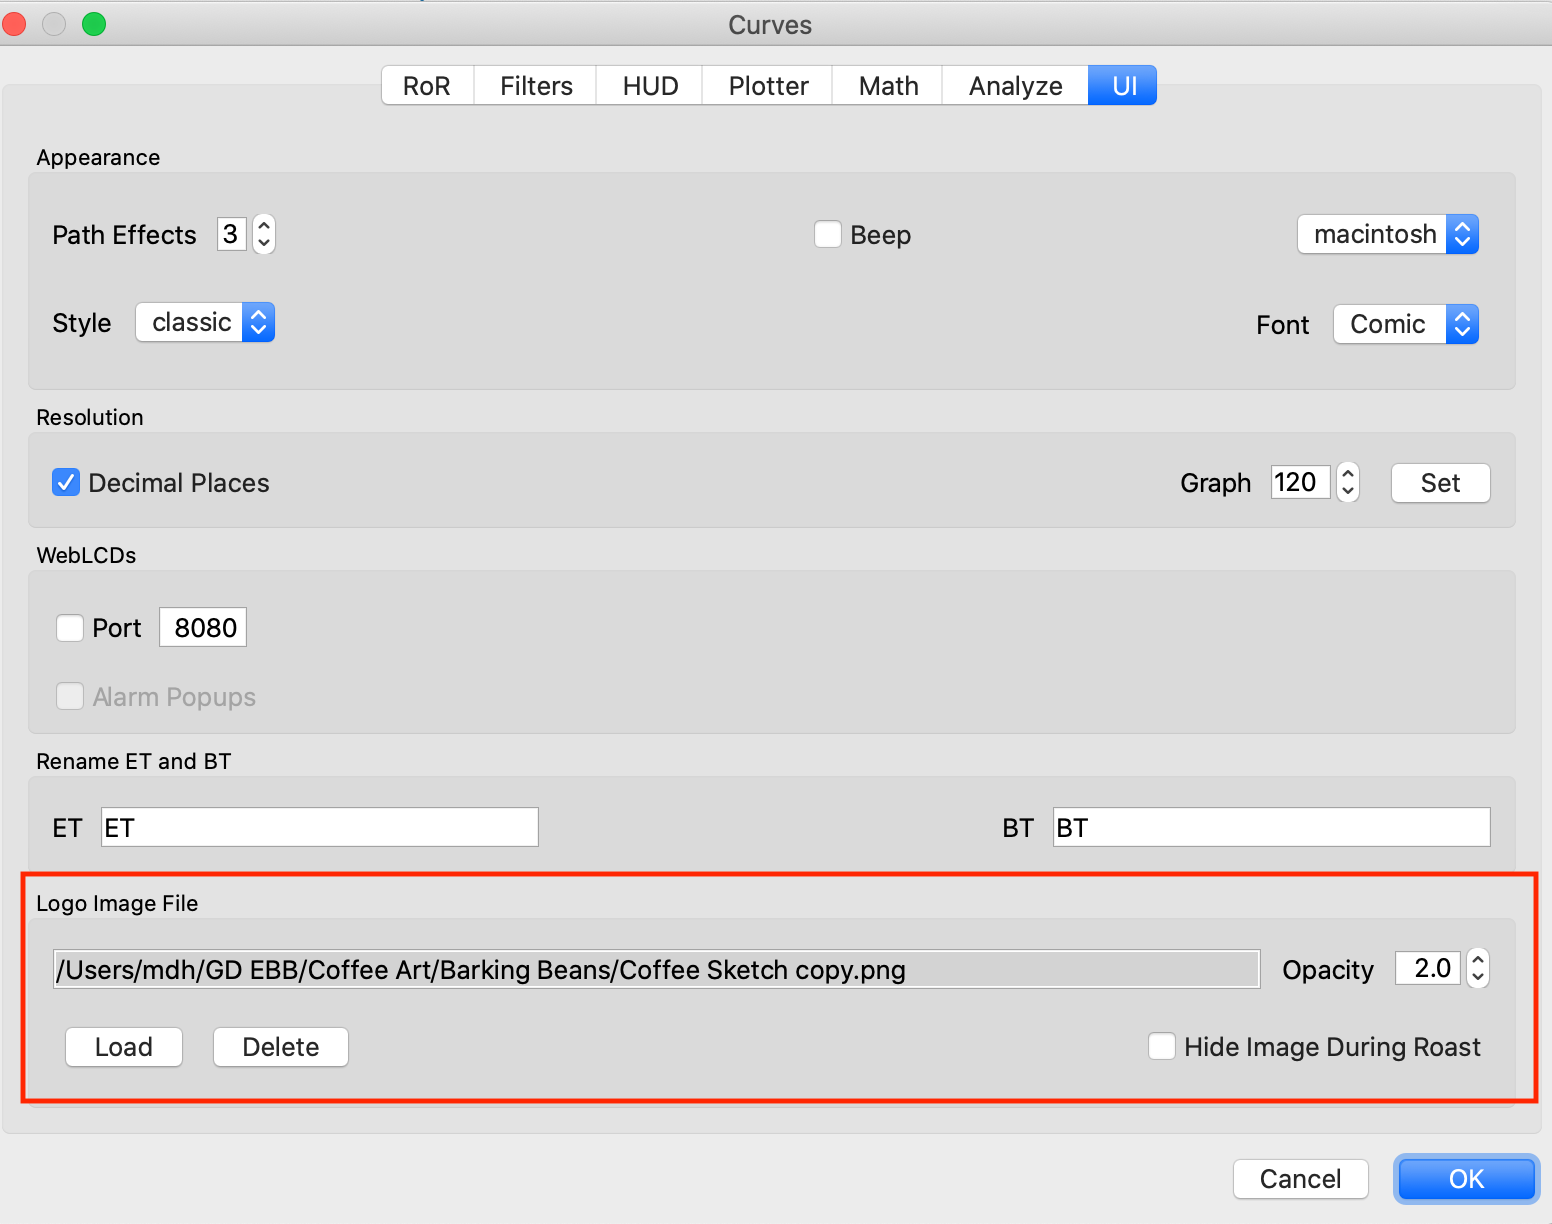 Curves
RoR Filters HUD Plotter Math Analyze UI
Appearance
Path Effects 3 Beep macintosh
Style classic Font Comic
Resolution
Decimal Places Graph 120 Set
WebLCDs
Port 8080
Alarm Popups
Rename ET and BT
ET ET BT BT
Logo Image File
/Users/mdh/GD EBB/Coffee Art/Barking Beans/Coffee Sketch copy.png Opacity 2.0
Load Delete Hide Image During Roast
Cancel OK